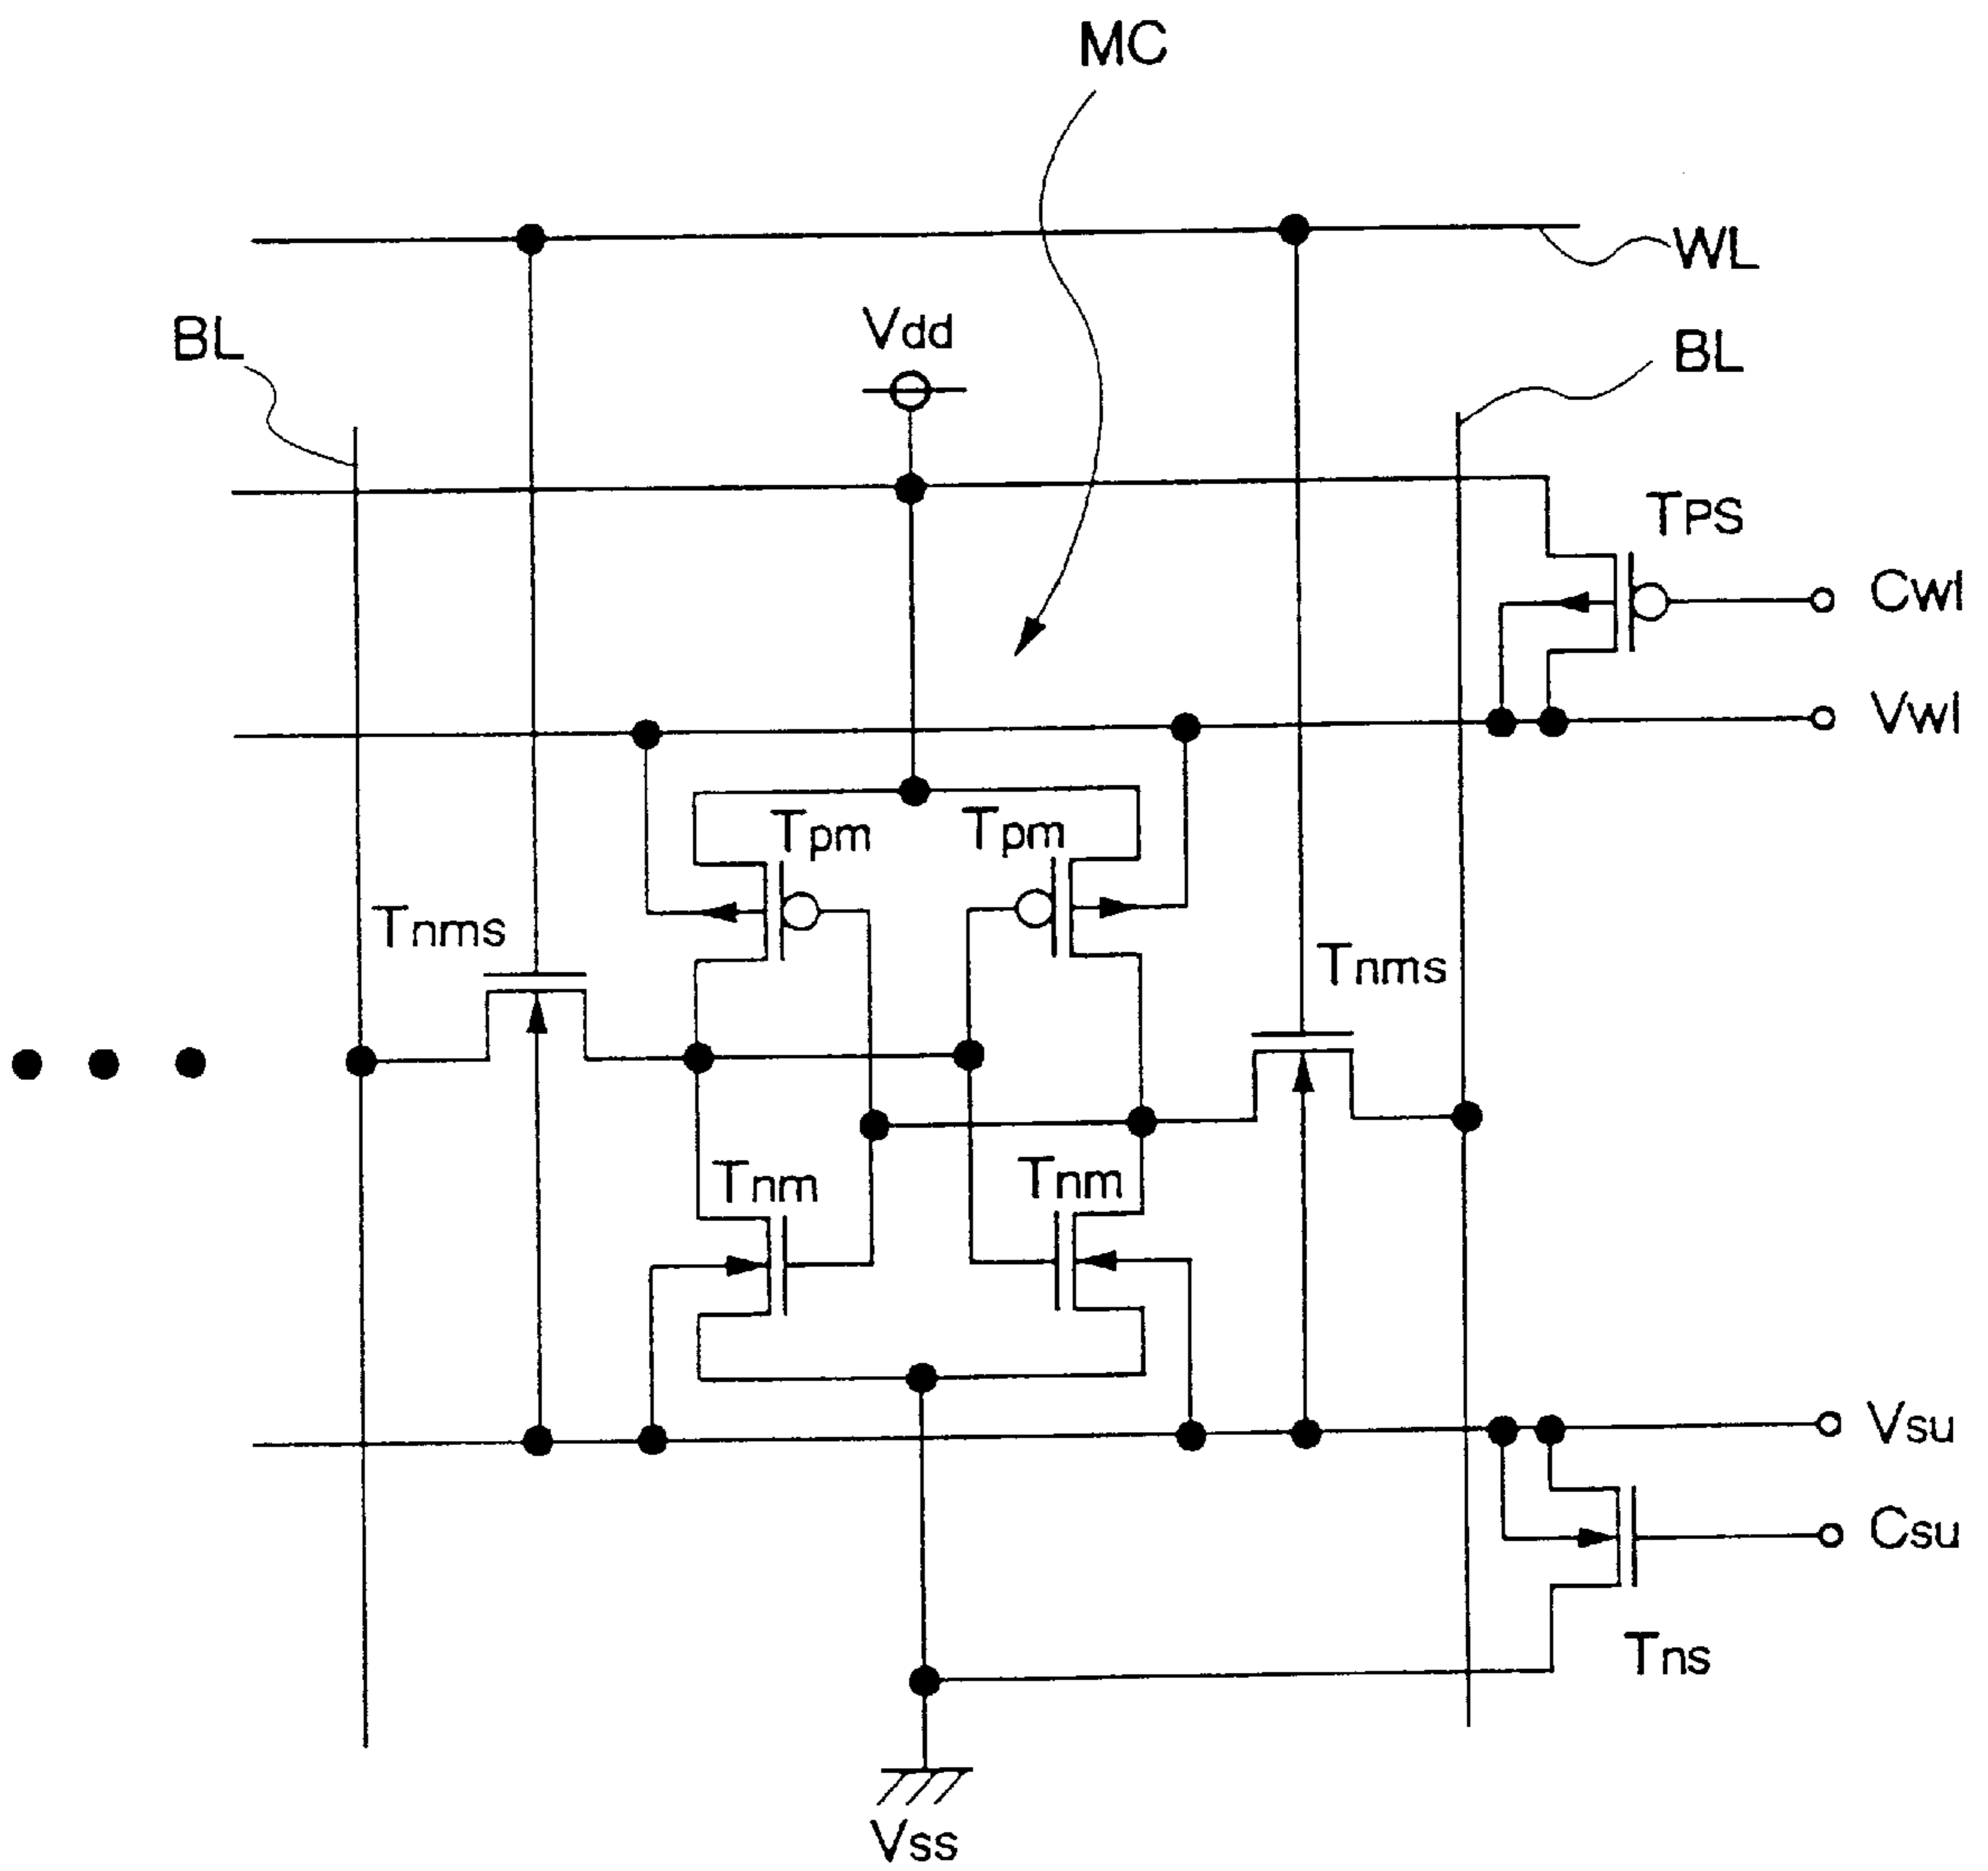 MC
WL
BL
Vdd
BL
TPS
Cwl
Vwl
Tpm
Tpm
Tnms
Tnms
Tnm
Tnm
Vsu
Csu
Tns
Vss